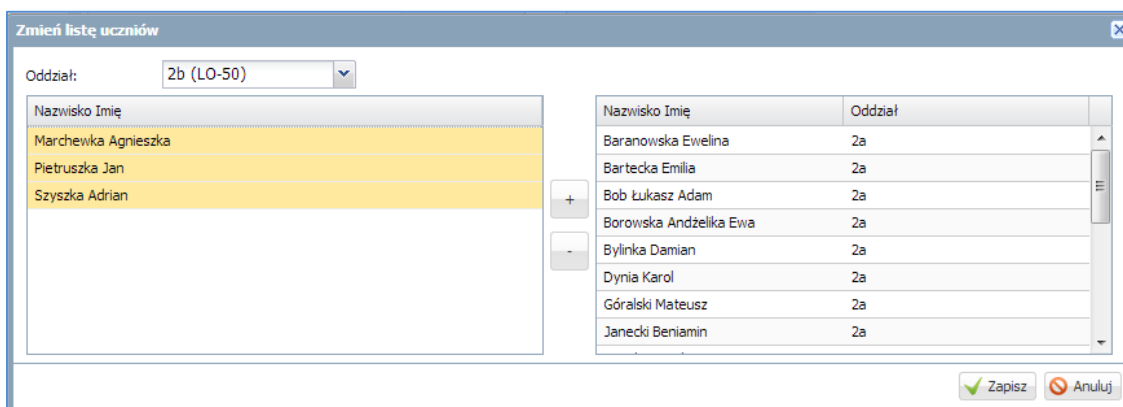 Zmień listę uczniów
Oddział: 2b (LO-50)
Nazwisko Imię
Marchewka Agnieszka
Pietruszka Jan
Szyszka Adrian
+
-
Nazwisko Imię Oddział
Baranowska Ewelina 2a
Bartecka Emilia 2a
Bob Łukasz Adam 2a
Borowska Andżelika Ewa 2a
Bylinka Damian 2a
Dynia Karol 2a
Góralski Mateusz 2a
Janecki Beniamin 2a
Zapisz Anuluj